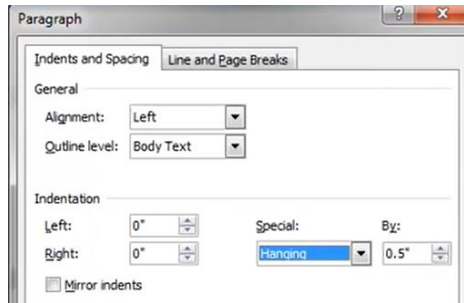 Paragraph
Indents and Spacing Line and Page Breaks
General
Alignment: Left
Outline level: Body Text
Indentation
Left: 0" Special: By:
Right: 0" Hanging 0.5"
Mirror indents